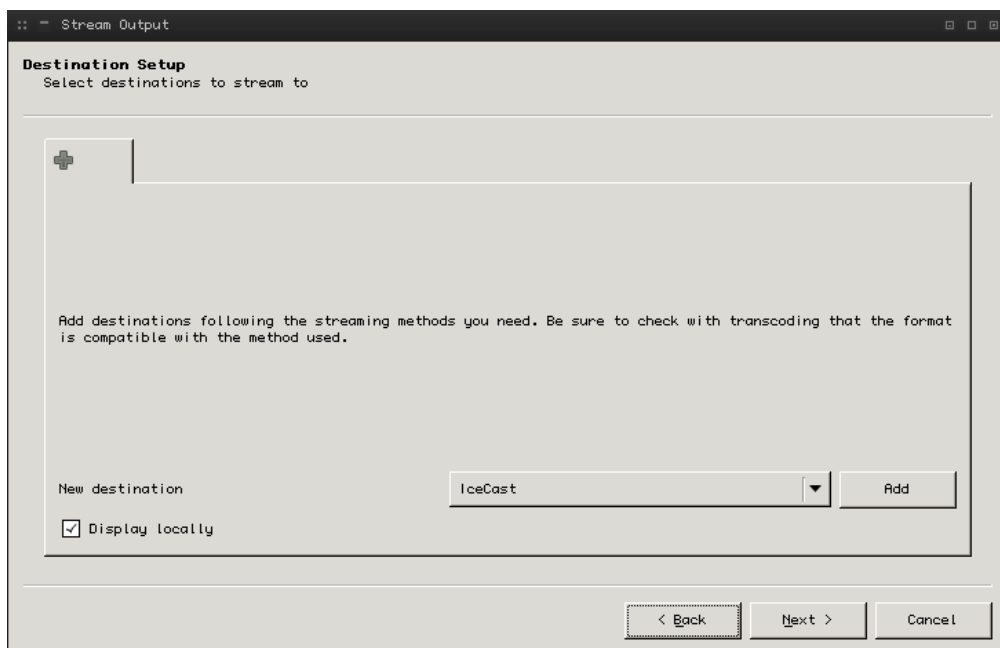 Stream Output
Destination Setup
Select destinations to stream to
Add destinations following the streaming methods you need. Be sure to check with transcoding that the format
is compatible with the method used.
New destination IceCast Add
Display locally
< Back Next > Cancel